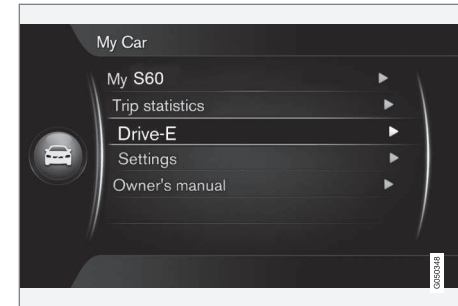 My Car
My S60
Trip statistics
Drive-E
Settings
Owner's manual
G050348